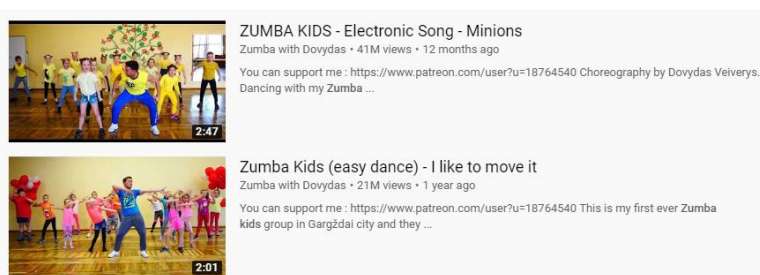 ZUMBA KIDS - Electronic Song - Minions
Zumba with Dovydas • 41M views • 12 months ago
You can support me : https://www.patreon.com/user?u=18764540 Choreography by Dovydas Veiverys.
Dancing with my Zumba ...
2:47
Zumba Kids (easy dance) - I like to move it
Zumba with Dovydas • 21M views • 1 year ago
You can support me : https://www.patreon.com/user?u=18764540 This is my first ever Zumba
kids group in Gargždai city and they ...
2:01